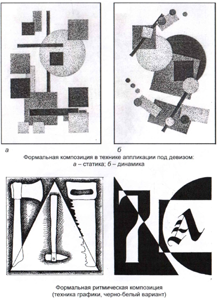 а
б
Формальная композиция в технике аппликации под девизом:
а – статика; б – динамика
Формальная ритмическая композиция
(техника графики, черно-белый вариант)